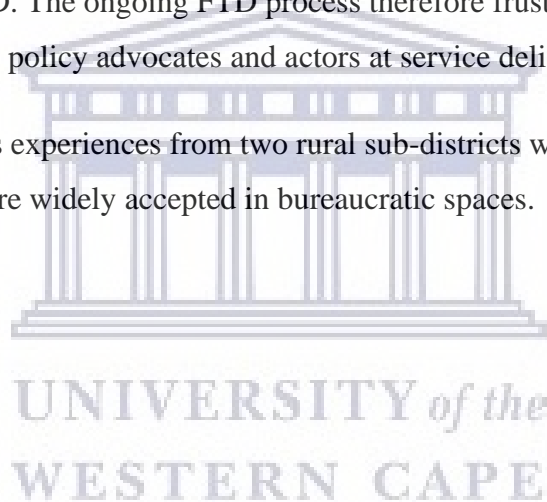 D. The ongoing FTD process therefore frust
policy advocates and actors at service deli
s experiences from two rural sub-districts w
re widely accepted in bureaucratic spaces.
UNIVERSITY of the
WESTERN CAPE